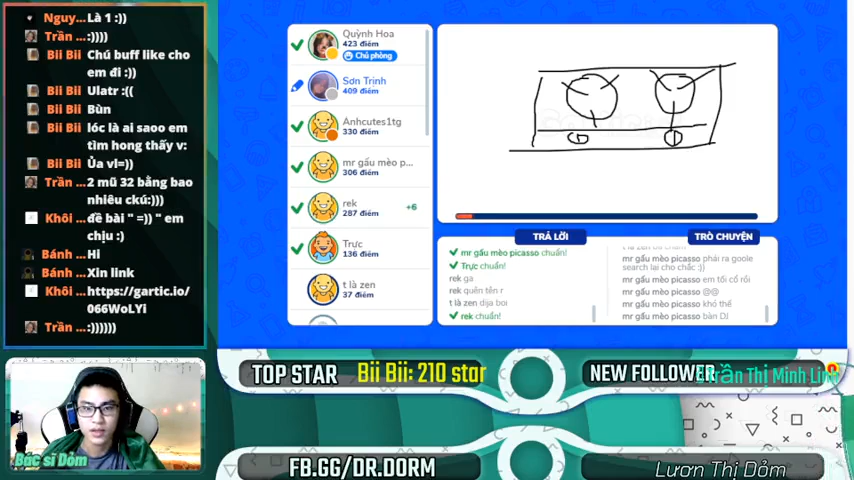 Nguy... Là 1 :))
Trần ... :))))
Bii Bii Chú buff like cho
em đi :))
Bii Bii Ulatr :((
Bii Bii Bùn
Bii Bii lóc là ai saoo em
tìm hong thấy v:
Bii Bii Ủa vl=))
Trần ... 2 mũ 32 bằng bao
nhiêu ckú:)))
Khôi ... đề bài " =)) " em
chịu :)
Bánh ... Hi
Bánh ... Xin link
Khôi ... https://gartic.io/
066WoLYi
Trần ... :))))))
Quỳnh Hoa
423 điểm
Chủ phòng
Sơn Trịnh
409 điểm
Anhcutes1tg
330 điểm
mr gấu mèo p...
306 điểm
rek
287 điểm
+6
Trực
136 điểm
t là zen
37 điểm
TRẢ LỜI
mr gấu mèo picasso chuẩn!
Trực chuẩn!
rek ga
rek quên tên r
t là zen dija boi
rek chuẩn!
TRÒ CHUYỆN
mr gấu mèo picasso phải ra goole
search lại cho chắc :))
mr gấu mèo picasso em tối cổ rồi
mr gấu mèo picasso @@
mr gấu mèo picasso khó thế
mr gấu mèo picasso bàn DJ
TOP STAR
Bii Bii: 210 star
NEW FOLLOWER
Trần Thị Minh Linh
Bác sĩ Dỏm
FB.GG/DR.DORM
Lươn Thị Dỏm